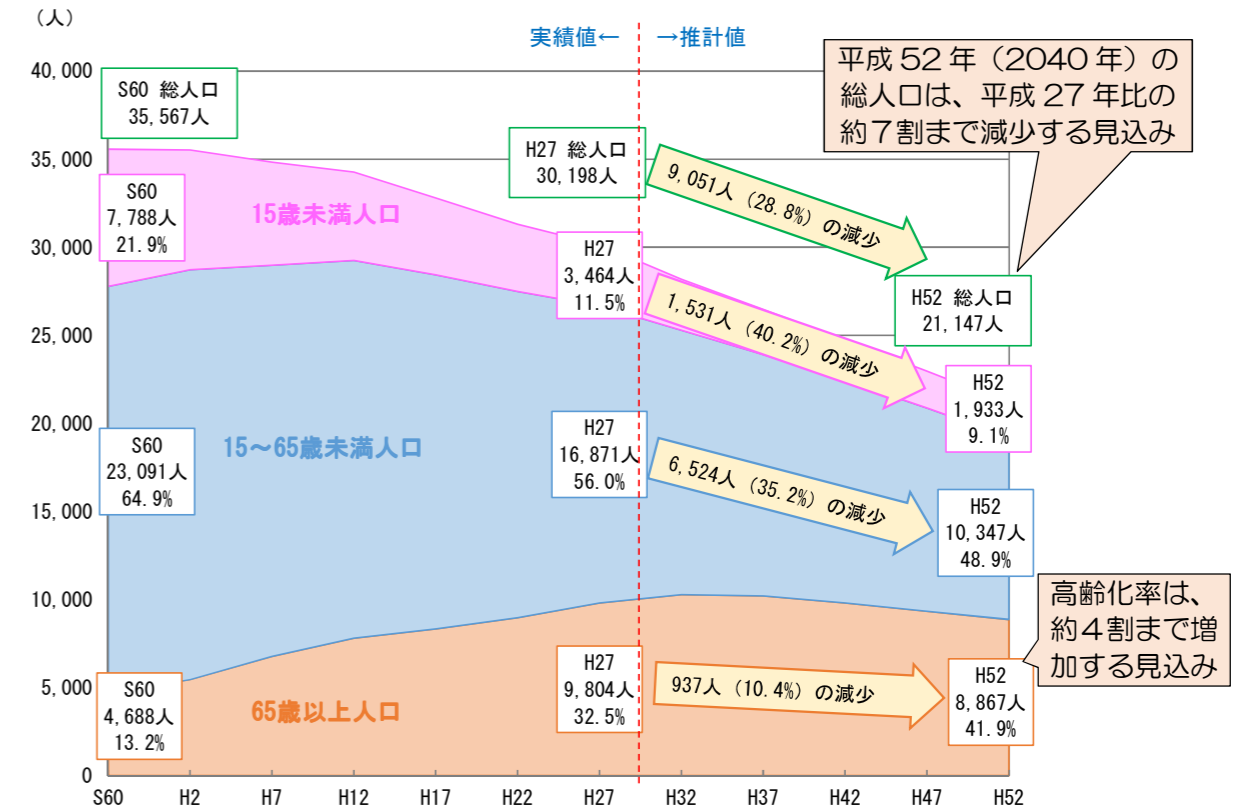 （人）
実績値← →推計値
平成 52 年（2040 年）の
総人口は、平成 27 年比の
約７割まで減少する見込み
40,000
35,000
30,000
25,000
20,000
15,000
10,000
5,000
0
S60 総人口
35,567人
H27 総人口
30,198人
9,051人（28.8%）の減少
H52 総人口
21,147人
S60
7,788人
21.9%
15歳未満人口
H27
3,464人
11.5%
1,531人（40.2%）の減少
H52
1,933人
9.1%
S60
23,091人
64.9%
15～65歳未満人口
H27
16,871人
56.0%
6,524人（35.2%）の減少
H52
10,347人
48.9%
高齢化率は、
約４割まで増
加する見込み
S60
4,688人
13.2%
65歳以上人口
H27
9,804人
32.5%
937人（10.4%）の減少
H52
8,867人
41.9%
S60 H2 H7 H12 H17 H22 H27 H32 H37 H42 H47 H52